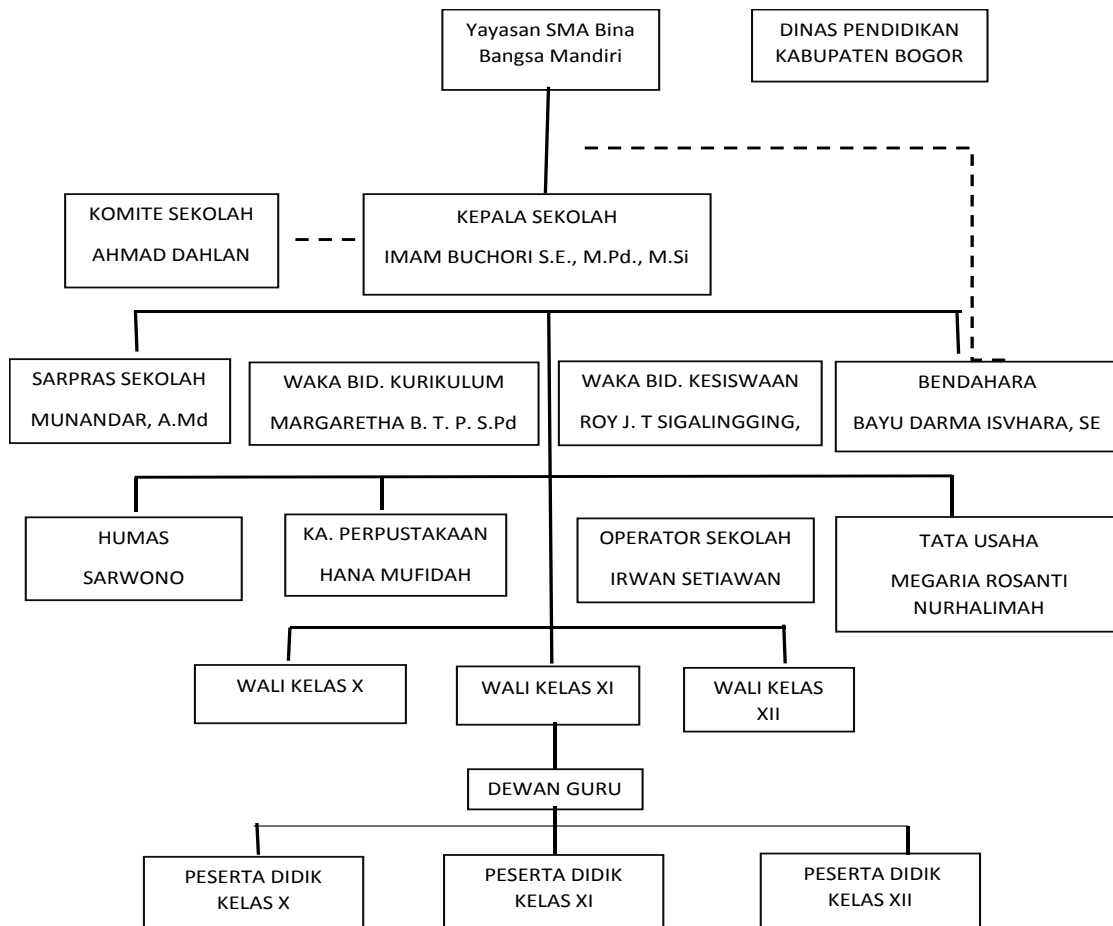 Yayasan SMA Bina
Bangsa Mandiri
DINAS PENDIDIKAN
KABUPATEN BOGOR
KOMITE SEKOLAH
AHMAD DAHLAN
KEPALA SEKOLAH
IMAM BUCHORI S.E., M.Pd., M.Si
SARPRAS SEKOLAH
MUNANDAR, A.Md
WAKA BID. KURIKULUM
MARGARETHA B. T. P. S.Pd
WAKA BID. KESISWAAN
ROY J. T SIGALINGGING,
BENDAHARA
BAYU DARMA ISVHARA, SE
HUMAS
SARWONO
KA. PERPUSTAKAAN
HANA MUFIDAH
OPERATOR SEKOLAH
IRWAN SETIAWAN
TATA USAHA
MEGARIA ROSANTI
NURHALIMAH
WALI KELAS X
WALI KELAS XI
WALI KELAS
XII
DEWAN GURU
PESERTA DIDIK
KELAS X
PESERTA DIDIK
KELAS XI
PESERTA DIDIK
KELAS XII